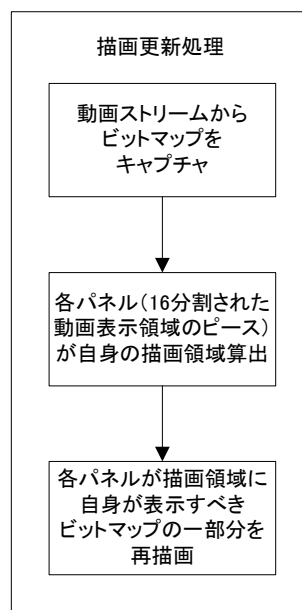 描画更新処理
動画ストリームから
ビットマップを
キャプチャ
各パネル(16分割された
動画表示領域のピース)
が自身の描画領域算出
各パネルが描画領域に
自身が表示すべき
ビットマップの一部分を
再描画